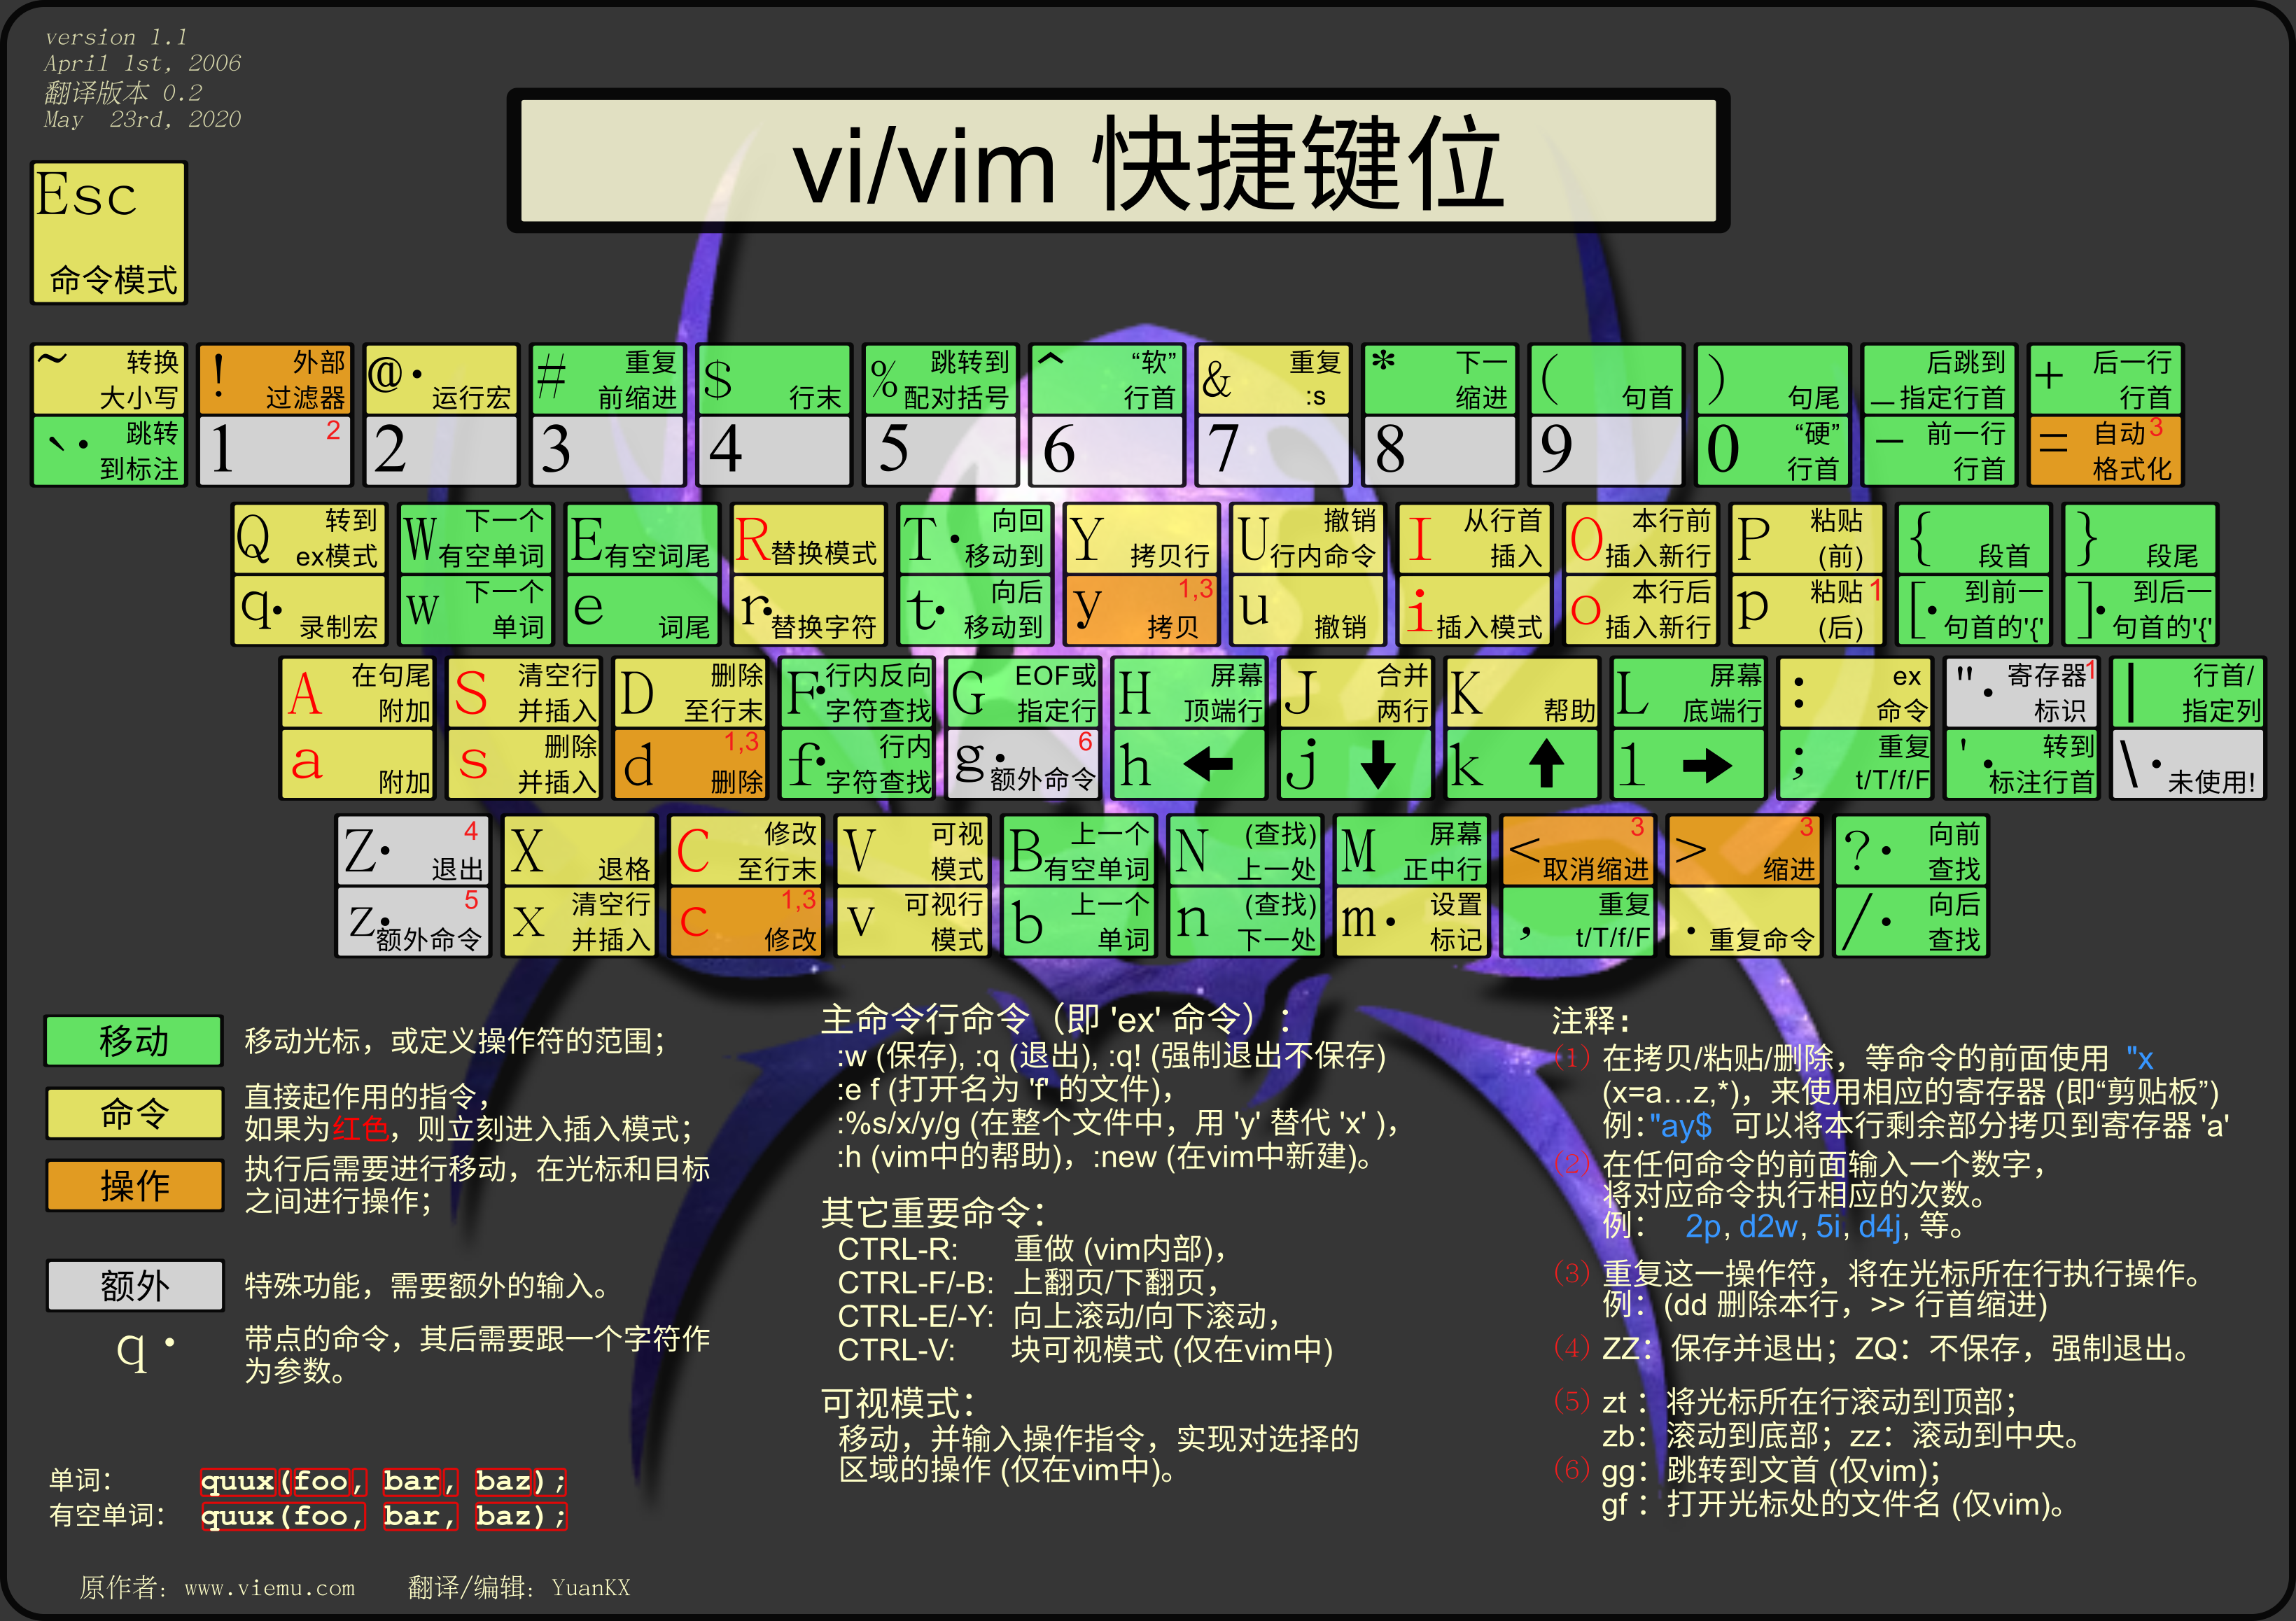 version 1.1
April 1st, 2006
翻译版本 0.2
May 23rd, 2020
vi/vim 快捷键位
Esc
命令模式
~ 转换
大小写
! 外部
过滤器
@· 运行宏
# 重复
前缩进
$ 行末
% 跳转到
配对括号
^ “软”
行首
& 重复
:s
* 下一
缩进
( 句首
) 句尾
_ 后跳到
指定行首
+ 后一行
行首
`· 跳转
到标注
1 2
2
3
4
5
6
7
8
9
0 “硬”
行首
- 前一行
行首
= 自动 3
格式化
Q 转到
ex模式
W 下一个
有空单词
E 有空词尾
R 替换模式
T· 向回
移动到
Y 拷贝行
U 撤销
行内命令
I 从行首
插入
O 本行前
插入新行
P 粘贴
(前)
{ 段首
} 段尾
q· 录制宏
w 下一个
单词
e 词尾
r· 替换字符
t· 向后
移动到
y 1,3
拷贝
u 撤销
i 插入模式
o 本行后
插入新行
p 粘贴 1
(后)
[· 到前一
句首的'{'
]· 到后一
句首的'{'
A 在句尾
附加
S 清空行
并插入
D 删除
至行末
F· 行内反向
字符查找
G EOF或
指定行
H 屏幕
顶端行
J 合并
两行
K 帮助
L 屏幕
底端行
: ex
命令
"· 寄存器 1
标识
| 行首/
指定列
a 附加
s 删除
并插入
d 1,3
删除
f· 行内
字符查找
g· 6
额外命令
h
j
k
l
; 重复
t/T/f/F
'· 转到
标注行首
\· 未使用!
Z· 4
退出
X 退格
C 修改
至行末
V 可视
模式
B 上一个
有空单词
N (查找)
上一处
M 屏幕
正中行
< 3
取消缩进
> 3
缩进
?· 向前
查找
z· 5
额外命令
x 清空行
并插入
c 1,3
修改
v 可视行
模式
b 上一个
单词
n (查找)
下一处
m· 设置
标记
, 重复
t/T/f/F
. 重复命令
/· 向后
查找
移动 移动光标，或定义操作符的范围；
命令 直接起作用的指令，
如果为红色，则立刻进入插入模式；
操作 执行后需要进行移动，在光标和目标
之间进行操作；
额外 特殊功能，需要额外的输入。
q· 带点的命令，其后需要跟一个字符作
为参数。
单词： quux(foo, bar, baz);
有空单词： quux(foo, bar, baz);
原作者：www.viemu.com 翻译/编辑：YuanKX
主命令行命令（即 'ex' 命令）：
:w (保存), :q (退出), :q! (强制退出不保存)
:e f (打开名为 'f' 的文件)，
:%s/x/y/g (在整个文件中，用 'y' 替代 'x' )，
:h (vim中的帮助)，:new (在vim中新建)。
其它重要命令：
CTRL-R: 重做 (vim内部)，
CTRL-F/-B: 上翻页/下翻页，
CTRL-E/-Y: 向上滚动/向下滚动，
CTRL-V: 块可视模式 (仅在vim中)
可视模式：
移动，并输入操作指令，实现对选择的
区域的操作 (仅在vim中)。
注释:
(1) 在拷贝/粘贴/删除，等命令的前面使用 "x
(x=a…z,*)，来使用相应的寄存器 (即“剪贴板”)
例："ay$ 可以将本行剩余部分拷贝到寄存器 'a'
(2) 在任何命令的前面输入一个数字，
将对应命令执行相应的次数。
例： 2p, d2w, 5i, d4j, 等。
(3) 重复这一操作符，将在光标所在行执行操作。
例：(dd 删除本行，>> 行首缩进)
(4) ZZ：保存并退出；ZQ：不保存，强制退出。
(5) zt ：将光标所在行滚动到顶部；
zb：滚动到底部；zz：滚动到中央。
(6) gg：跳转到文首 (仅vim)；
gf ：打开光标处的文件名 (仅vim)。